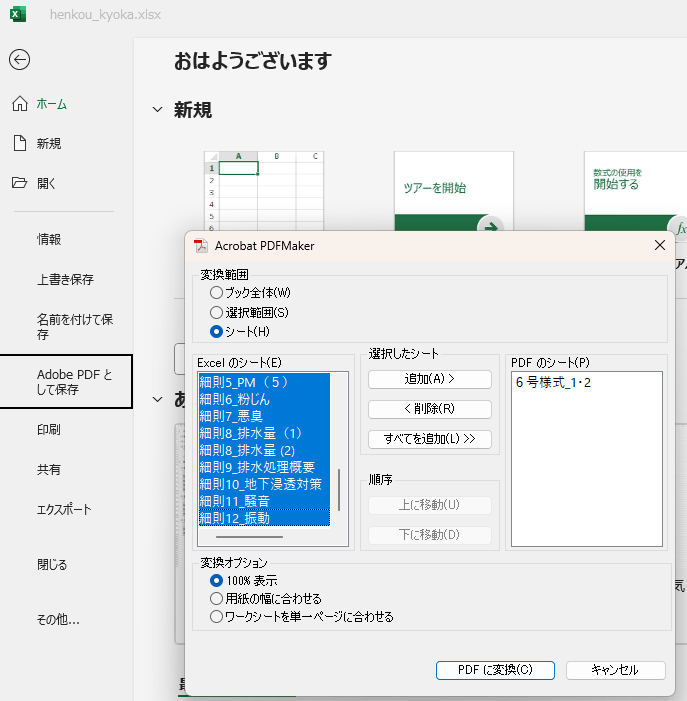 henkou_kyoka.xlsx
おはようございます
ホーム
新規
新規
開く
A B C
1
2
3
4
5
6
ツアーを開始
数式の使用を
開始する
fx
情報
上書き保存
名前を付けて保
存
Adobe PDF と
して保存
印刷
共有
エクスポート
閉じる
その他...
Acrobat PDFMaker
変換範囲
ブック全体(W)
選択範囲(S)
シート(H)
Excel のシート(E)
細則5_PM（5）
細則6_粉じん
細則7_悪臭
細則8_排水量（1）
細則8_排水量 (2)
細則9_排水処理概要
細則10_地下浸透対策
細則11_騒音
細則12_振動
選択したシート
追加(A) >
< 削除(R)
すべてを追加(L) >>
順序
上に移動(U)
下に移動(D)
PDF のシート(P)
６号様式_1・2
変換オプション
100% 表示
用紙の幅に合わせる
ワークシートを単一ページに合わせる
PDF に変換(C)
キャンセル